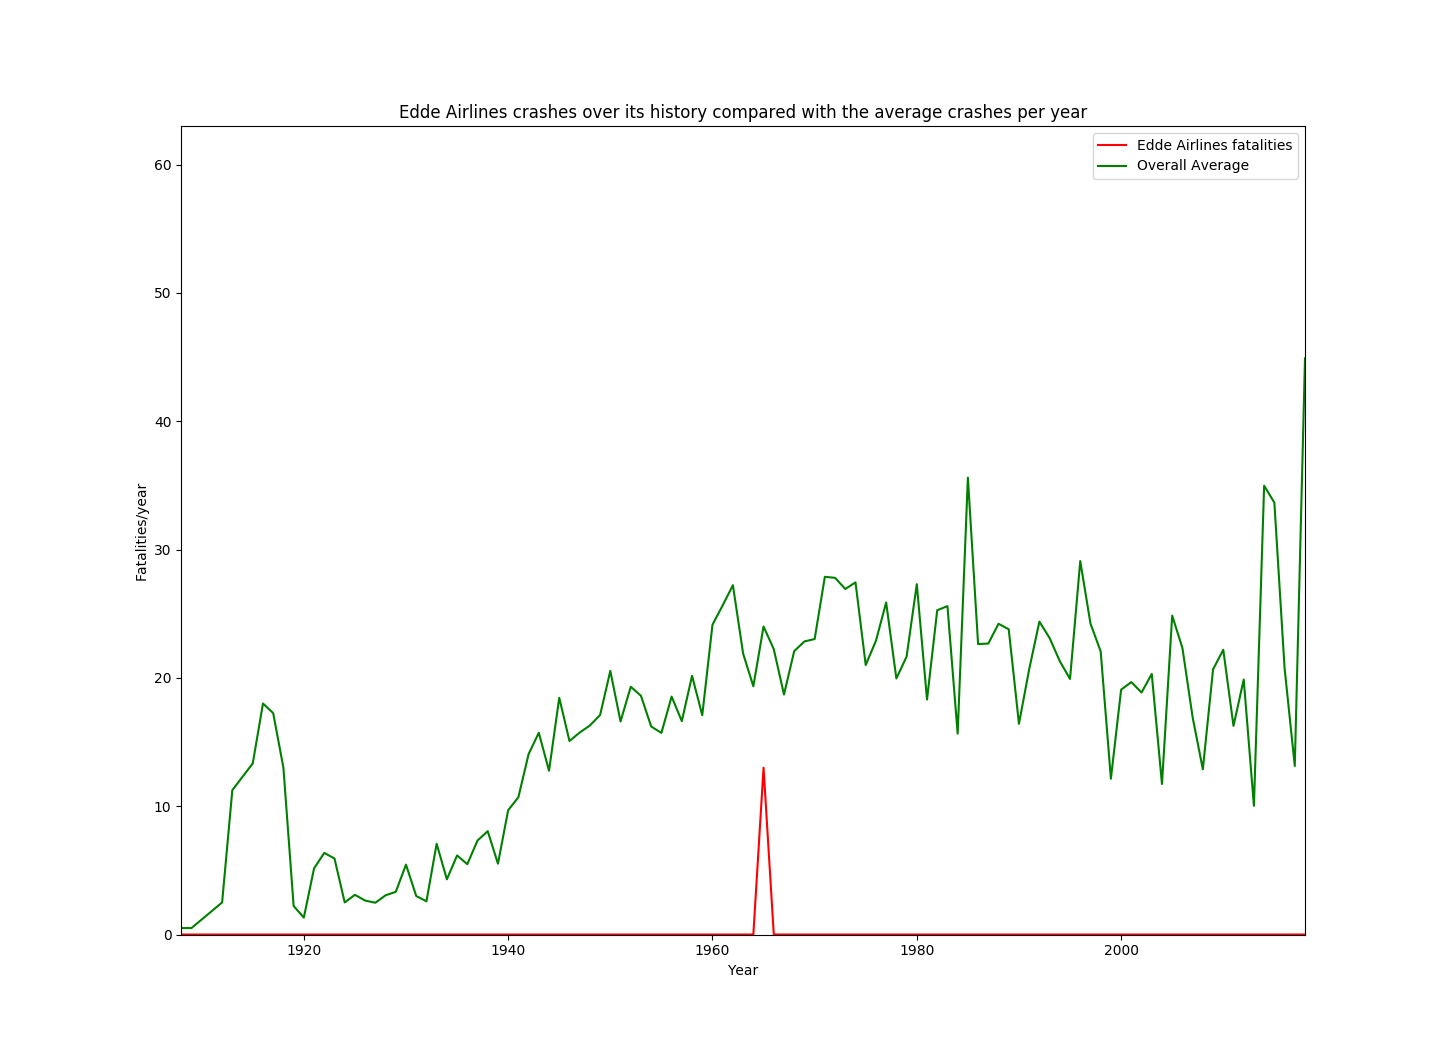 Edde Airlines crashes over its history compared with the average crashes per year
Edde Airlines fatalities
Overall Average
Fatalities/year
60
50
40
30
20
10
0
1920
1940
1960
1980
2000
Year